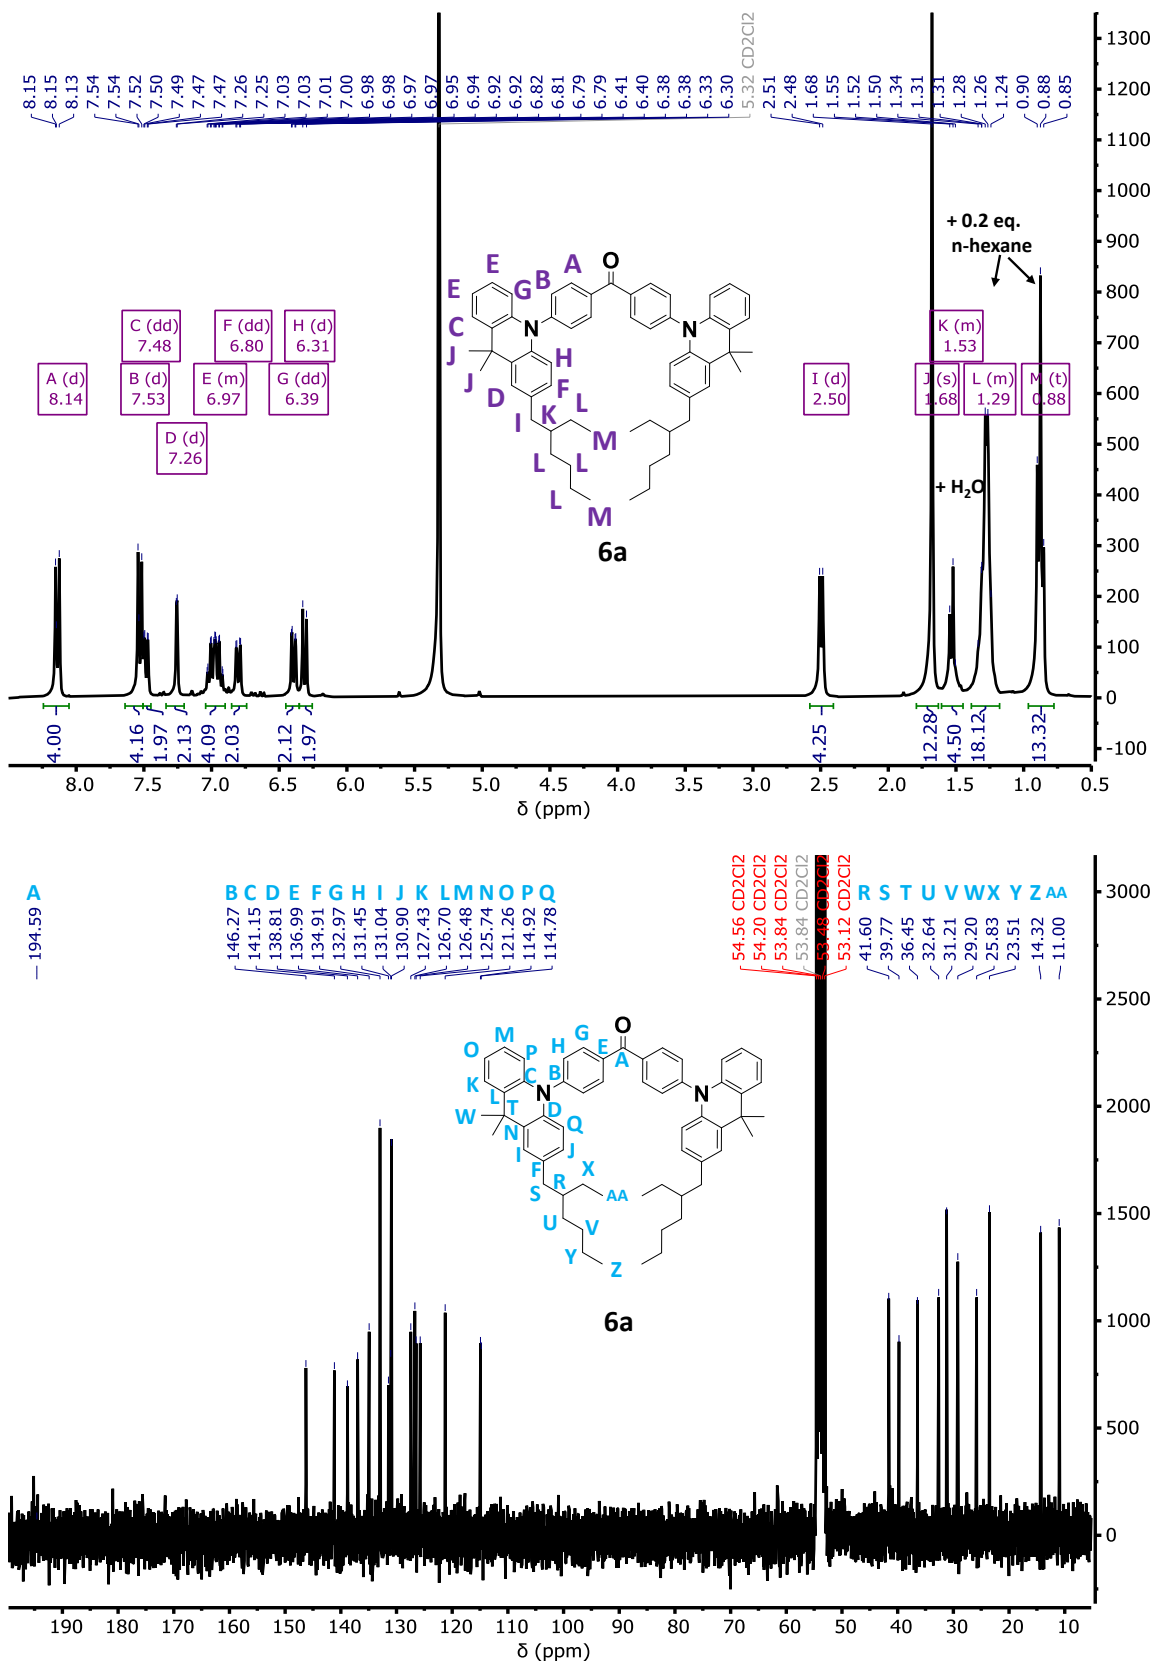 8.15 8.15 8.13 7.54 7.54 7.52 7.50 7.49 7.47 7.47 7.26 7.25 7.03 7.03 7.01 7.00 6.98 6.98 6.97 6.97 6.95 6.94 6.92 6.92 6.82 6.81 6.79 6.79 6.41 6.40 6.38 6.38 6.33 6.30 5.32 CD2Cl2 2.51 2.48 1.68 1.55 1.52 1.50 1.34 1.31 1.31 1.28 1.26 1.24 0.90 0.88 0.85
1300
1200
1100
1000
900
800
700
600
500
400
300
200
100
0
-100
+ 0.2 eq.
n-hexane
A (d)
8.14
C (dd)
7.48
B (d)
7.53
D (d)
7.26
F (dd)
6.80
E (m)
6.97
H (d)
6.31
G (dd)
6.39
I (d)
2.50
K (m)
1.53
J (s)
1.68
L (m)
1.29
M (t)
0.88
+ H₂O
E
E
G
B
A
O
C
N
N
J
J
H
F
D
I
K
L
M
L
L
L
M
6a
4.00 4.16 1.97 2.13 4.09 2.03 2.12 1.97 4.25 12.28 4.50 18.12 13.32
8.0 7.5 7.0 6.5 6.0 5.5 5.0 4.5 4.0 3.5 3.0 2.5 2.0 1.5 1.0 0.5
δ (ppm)
A B C D E F G H I J K L M N O P Q R S T U V W X Y Z AA
194.59 146.27 141.15 138.81 136.99 134.91 132.97 131.45 131.04 130.90 127.43 126.70 126.48 125.74 121.26 114.92 114.78 54.56 CD2Cl2 54.20 CD2Cl2 53.84 CD2Cl2 53.84 CD2Cl2 53.48 CD2Cl2 53.12 CD2Cl2 41.60 39.77 36.45 32.64 31.21 29.20 25.83 23.51 14.32 11.00
3000
2500
2000
1500
1000
500
0
O
M
P
H
G
E
A
O
K
C
B
L
N
N
W
T
D
N
Q
I
J
F
S
R
X
AA
U
V
Y
Z
6a
190 180 170 160 150 140 130 120 110 100 90 80 70 60 50 40 30 20 10
δ (ppm)